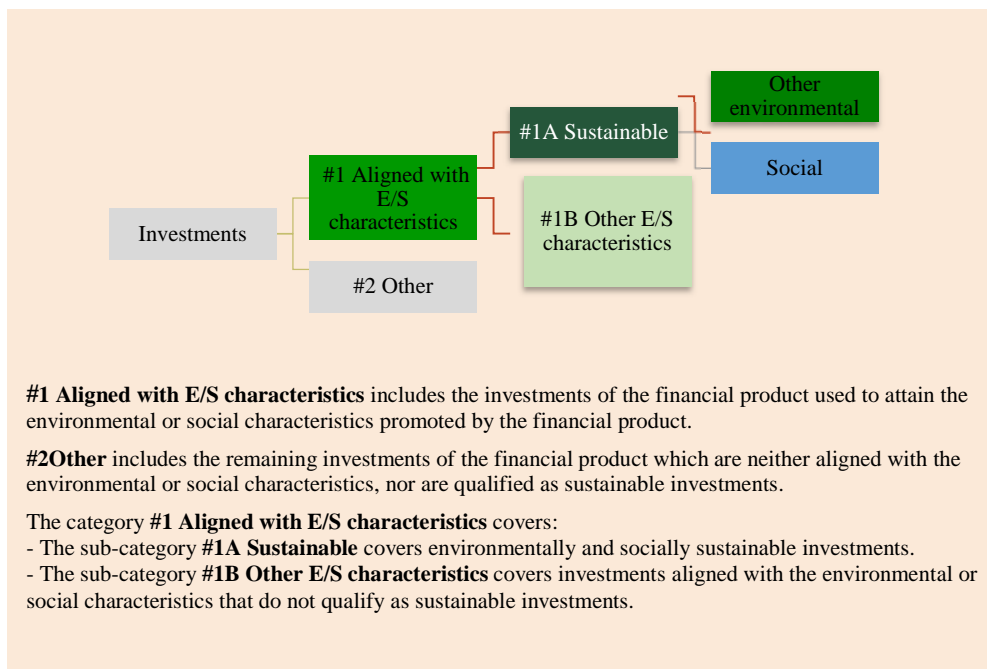 Other
environmental
#1A Sustainable
Social
#1 Aligned with
E/S
characteristics
#1B Other E/S
characteristics
Investments
#2 Other
#1 Aligned with E/S characteristics includes the investments of the financial product used to attain the
environmental or social characteristics promoted by the financial product.
#2Other includes the remaining investments of the financial product which are neither aligned with the
environmental or social characteristics, nor are qualified as sustainable investments.
The category #1 Aligned with E/S characteristics covers:
- The sub-category #1A Sustainable covers environmentally and socially sustainable investments.
- The sub-category #1B Other E/S characteristics covers investments aligned with the environmental or
social characteristics that do not qualify as sustainable investments.